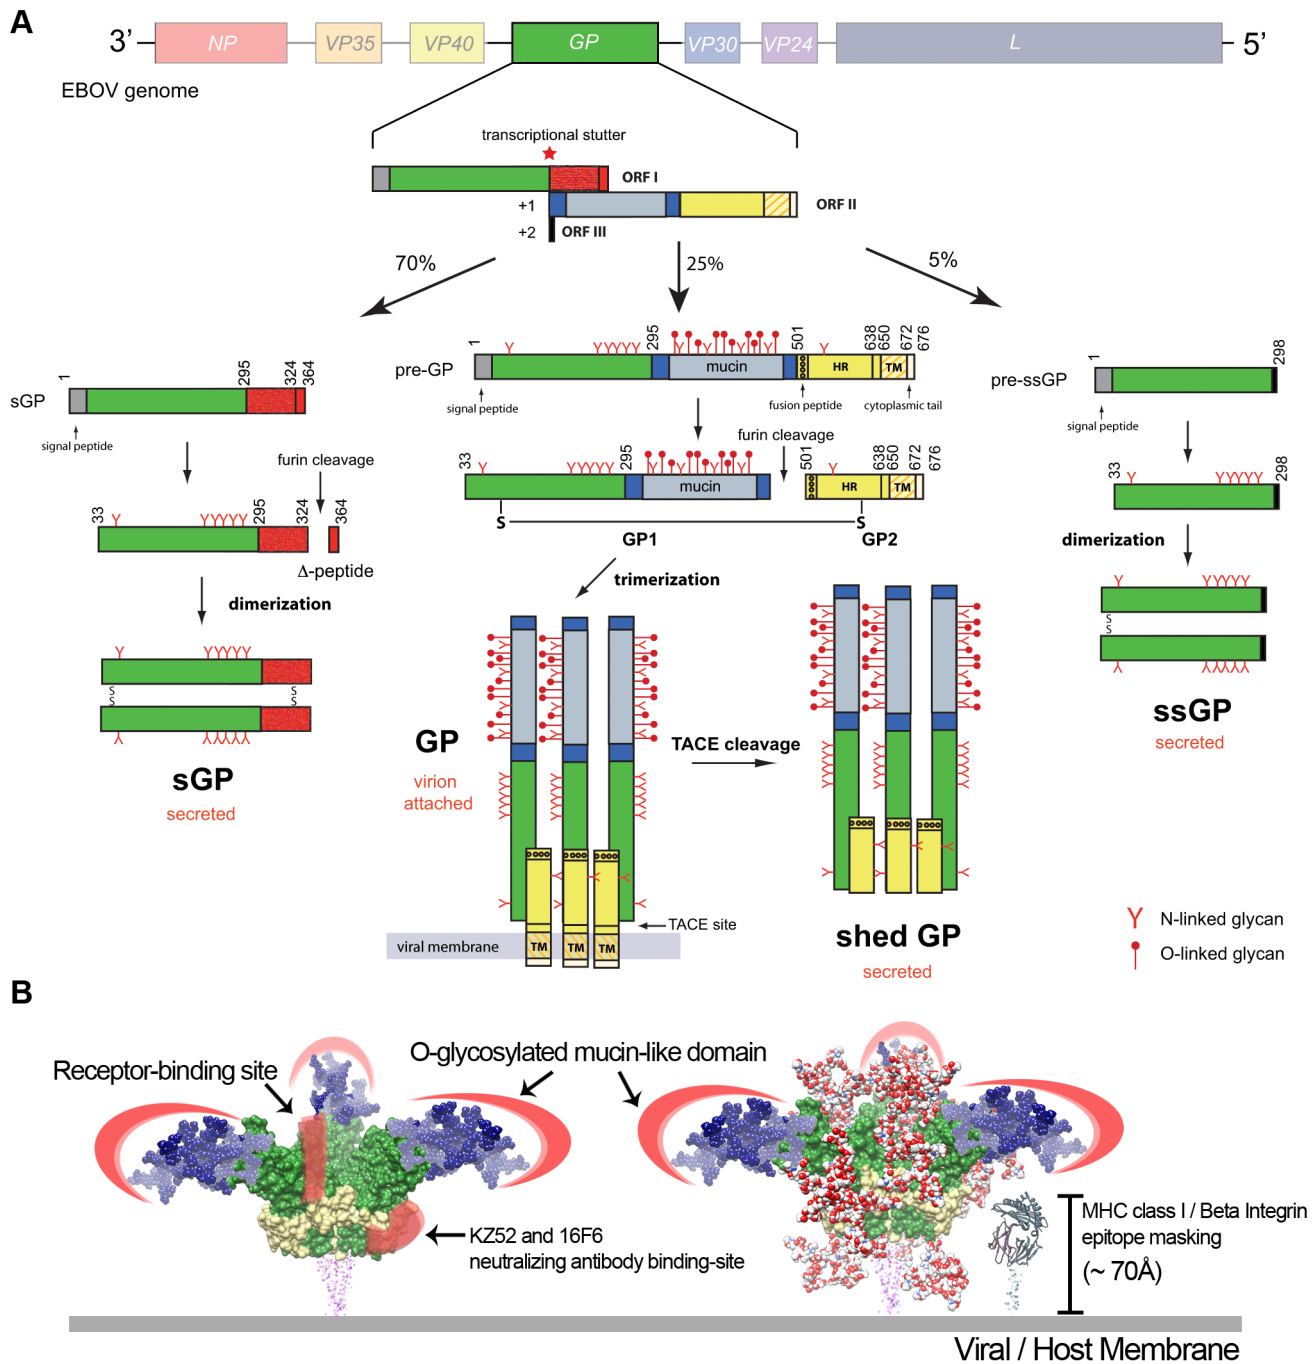 A
3’
NP
VP35
VP40
GP
VP30
VP24
L
5’
EBOV genome
transcriptional stutter
ORF I
+1
ORF II
+2
ORF III
70%
25%
5%
sGP
1
295
324
364
signal peptide
furin cleavage
33
295
324
364
Δ-peptide
dimerization
S
S
S
S
sGP
secreted
pre-GP
1
295
501
638
650
672
676
mucin
HR
TM
signal peptide
fusion peptide
cytoplasmic tail
furin cleavage
33
295
501
638
650
672
676
mucin
HR
TM
S
S
GP1
GP2
trimerization
GP
virion
attached
TACE cleavage
TACE site
viral membrane
TM
TM
TM
shed GP
secreted
pre-ssGP
1
298
signal peptide
33
298
dimerization
S
S
ssGP
secreted
N-linked glycan
O-linked glycan
B
Receptor-binding site
O-glycosylated mucin-like domain
KZ52 and 16F6
neutralizing antibody binding-site
MHC class I / Beta Integrin
epitope masking
(~ 70Å)
Viral / Host Membrane